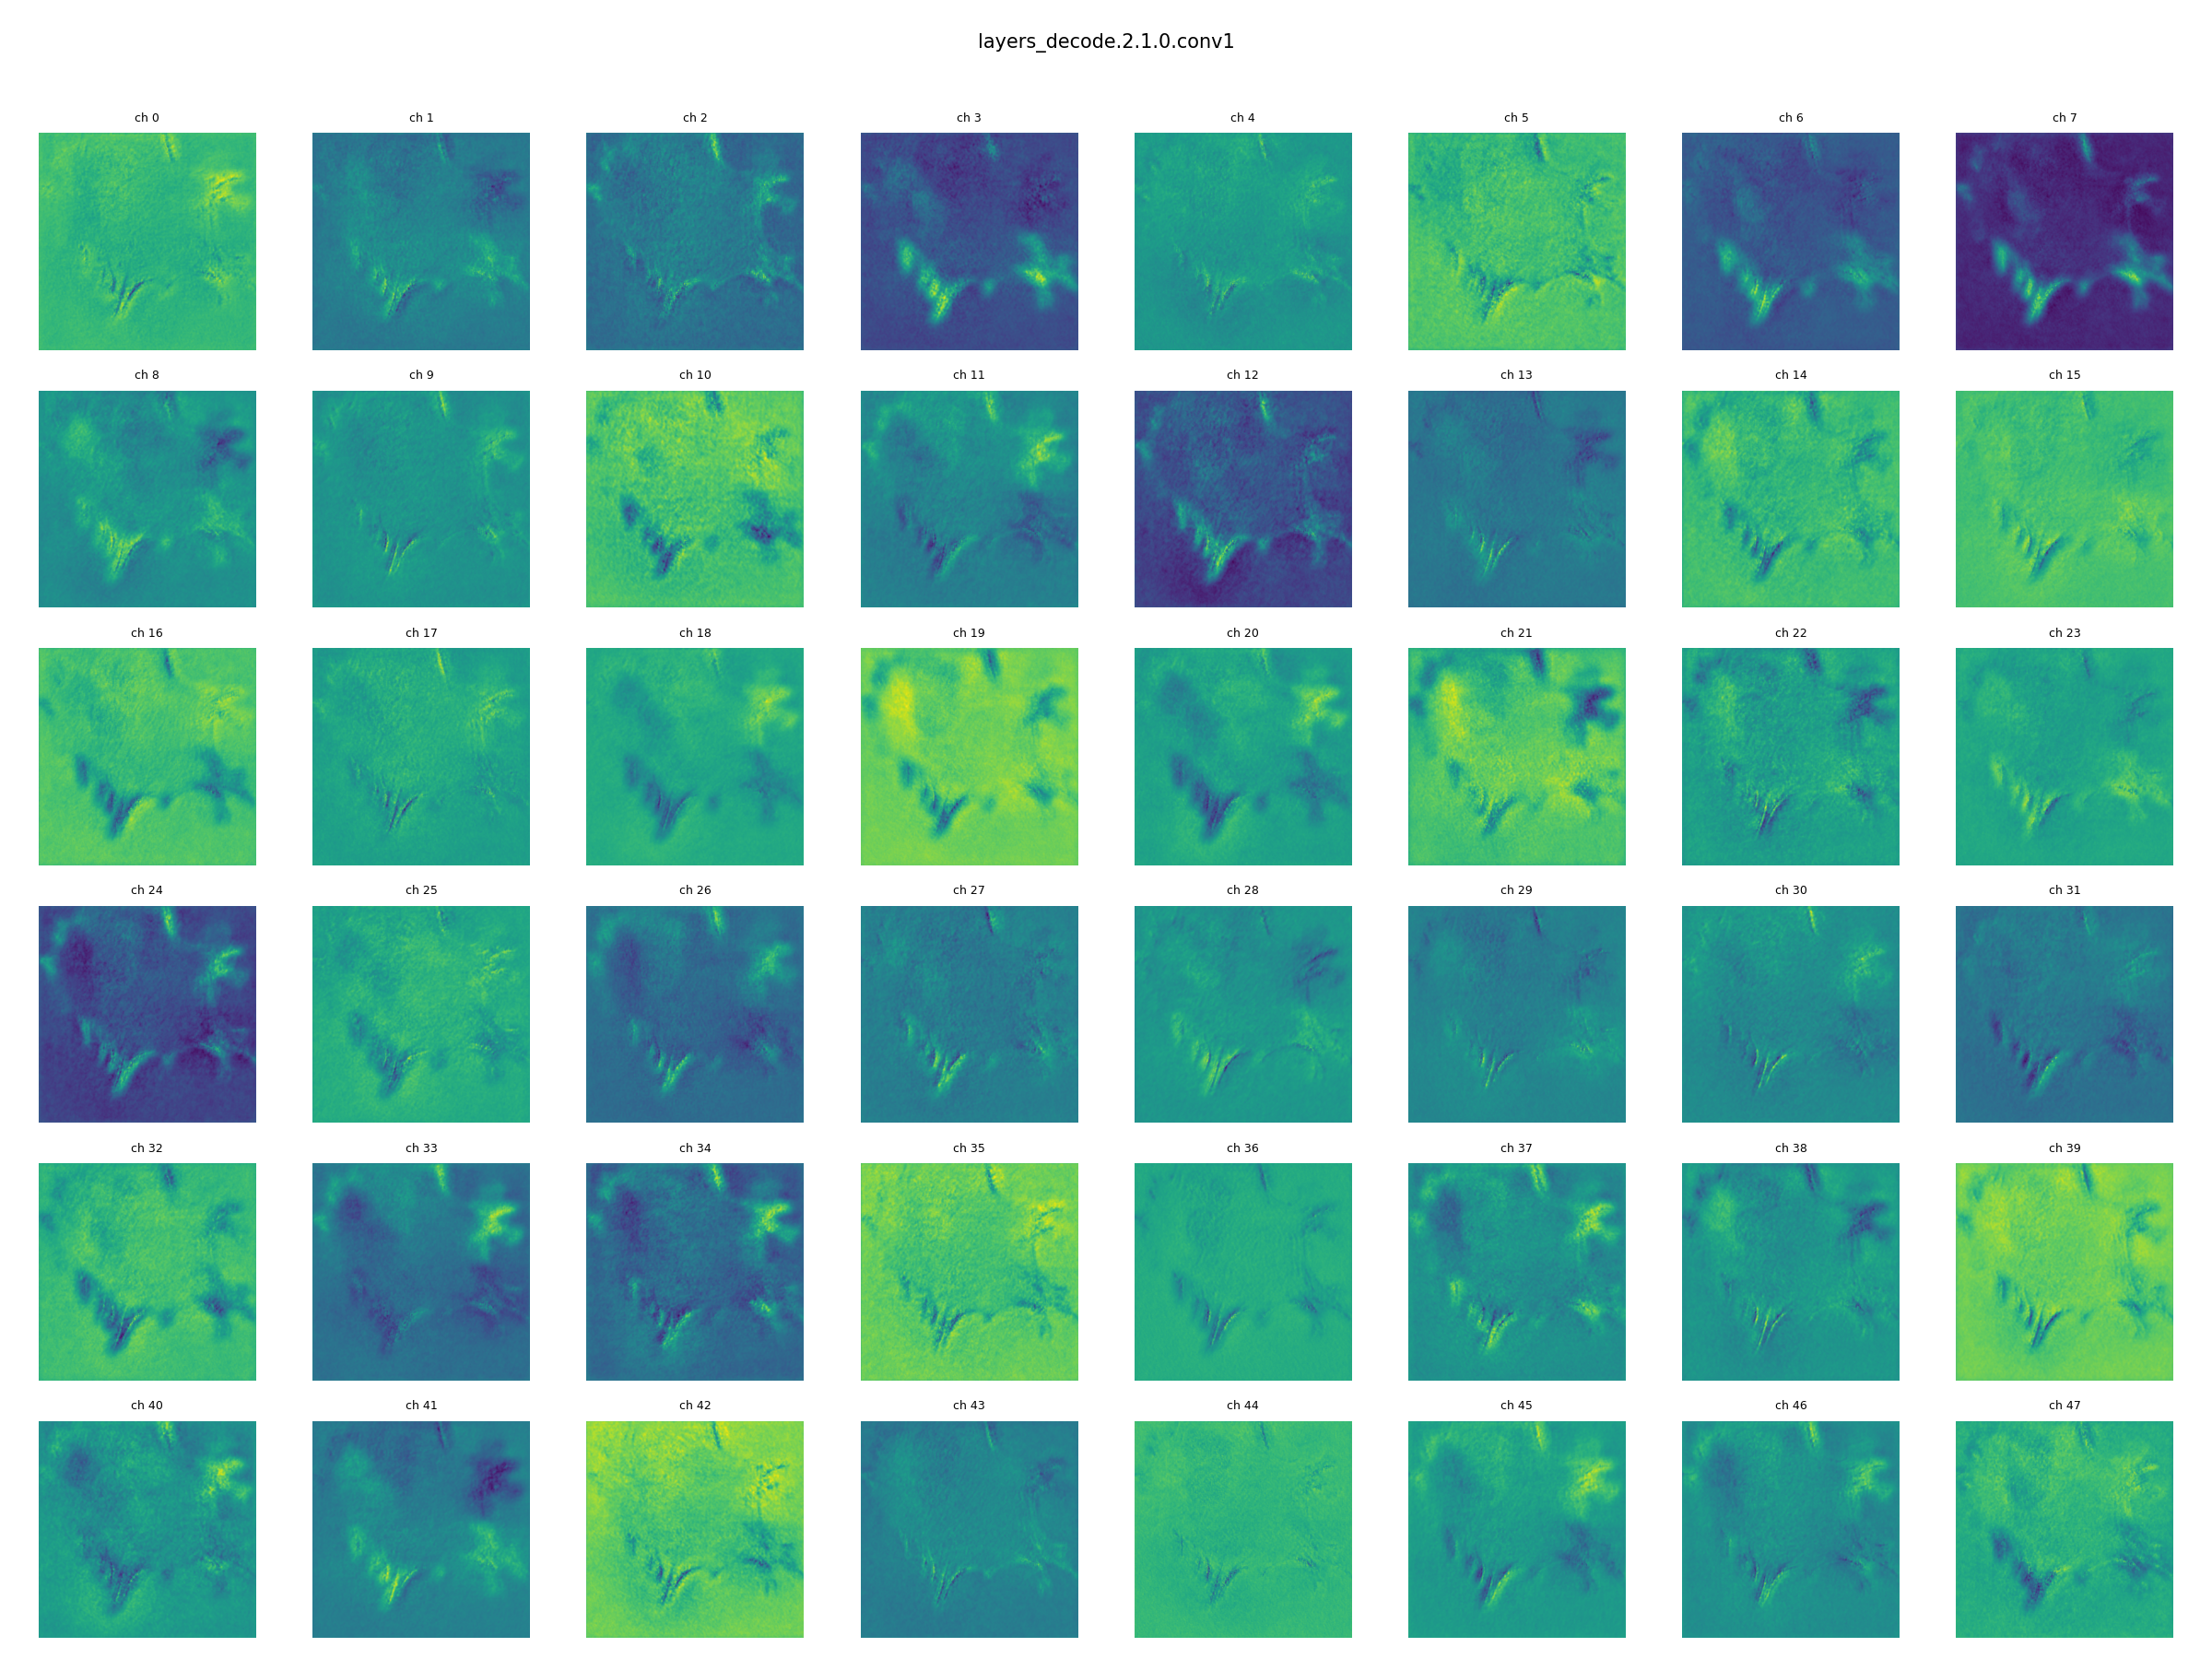 layers_decode.2.1.0.conv1
ch 0 ch 1 ch 2 ch 3 ch 4 ch 5 ch 6 ch 7
ch 8 ch 9 ch 10 ch 11 ch 12 ch 13 ch 14 ch 15
ch 16 ch 17 ch 18 ch 19 ch 20 ch 21 ch 22 ch 23
ch 24 ch 25 ch 26 ch 27 ch 28 ch 29 ch 30 ch 31
ch 32 ch 33 ch 34 ch 35 ch 36 ch 37 ch 38 ch 39
ch 40 ch 41 ch 42 ch 43 ch 44 ch 45 ch 46 ch 47